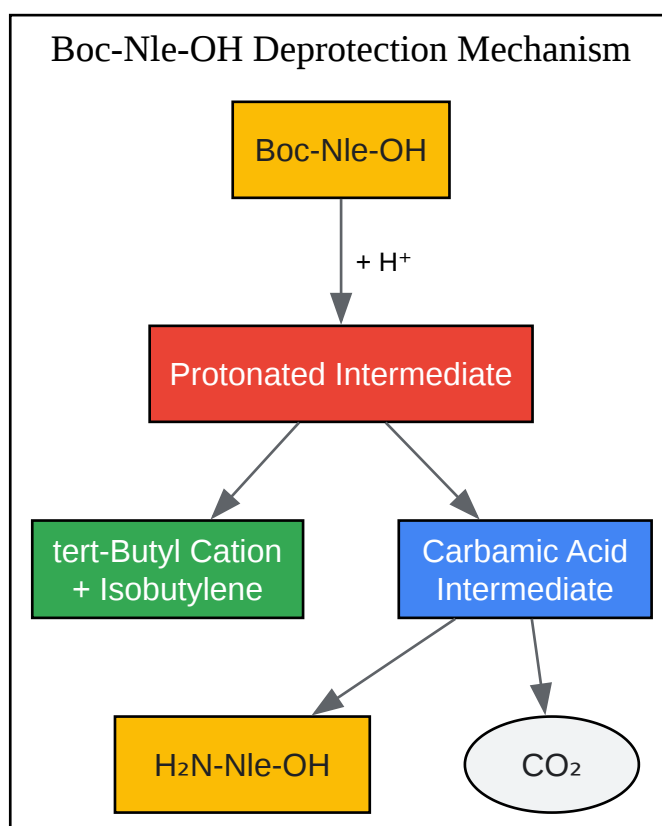 Boc-Nle-OH Deprotection Mechanism
Boc-Nle-OH
+ H⁺
Protonated Intermediate
tert-Butyl Cation
+ Isobutylene
Carbamic Acid
Intermediate
H₂N-Nle-OH
CO₂